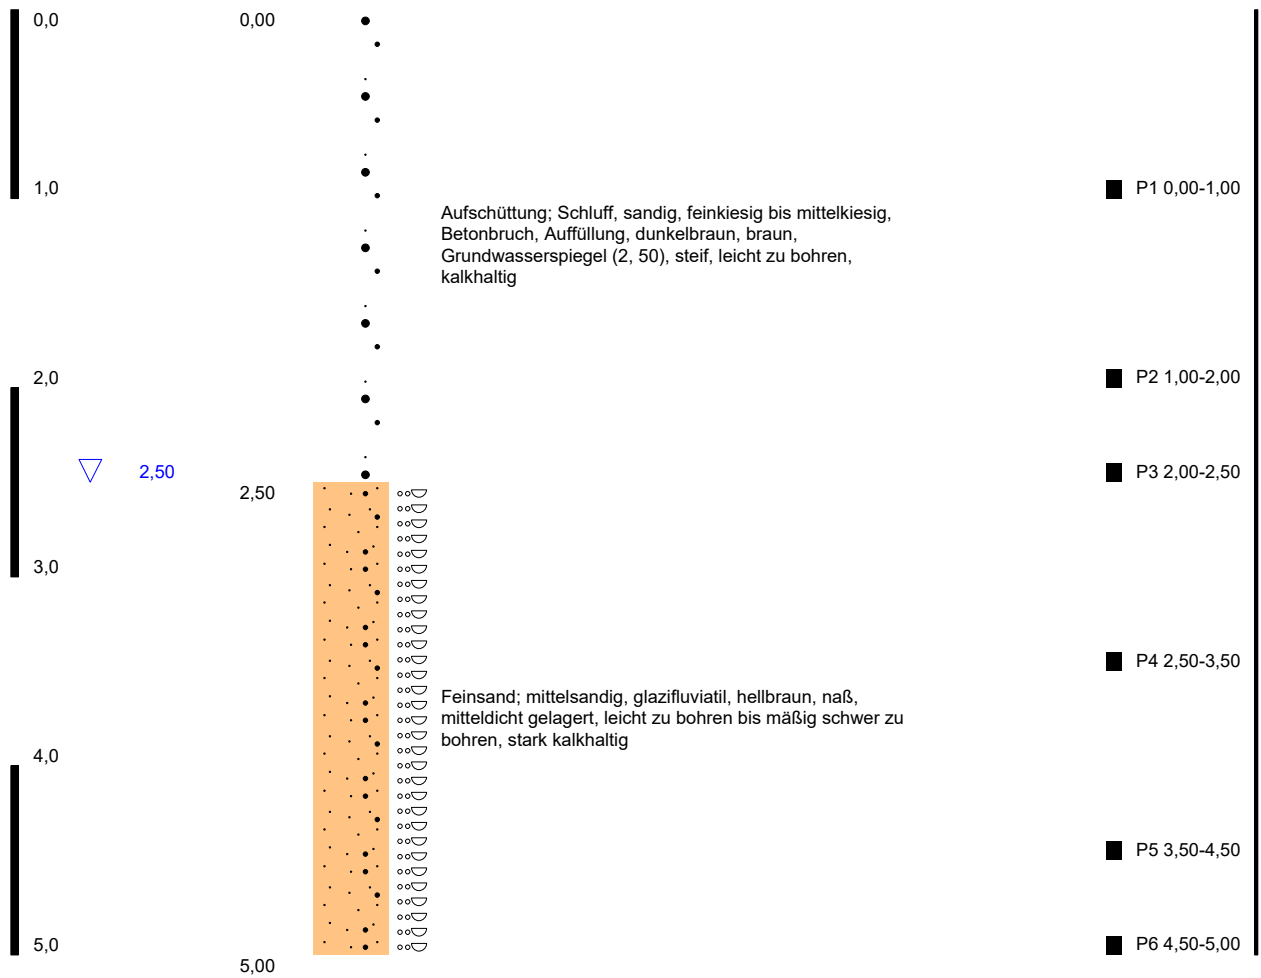 0,0
0,00
1,0
P1 0,00-1,00
Aufschüttung; Schluff, sandig, feinkiesig bis mittelkiesig,
Betonbruch, Auffüllung, dunkelbraun, braun,
Grundwasserspiegel (2, 50), steif, leicht zu bohren,
kalkhaltig
2,0
P2 1,00-2,00
2,50
P3 2,00-2,50
2,50
3,0
P4 2,50-3,50
Feinsand; mittelsandig, glazifluviatil, hellbraun, naß,
mitteldicht gelagert, leicht zu bohren bis mäßig schwer zu
bohren, stark kalkhaltig
4,0
P5 3,50-4,50
5,0
P6 4,50-5,00
5,00